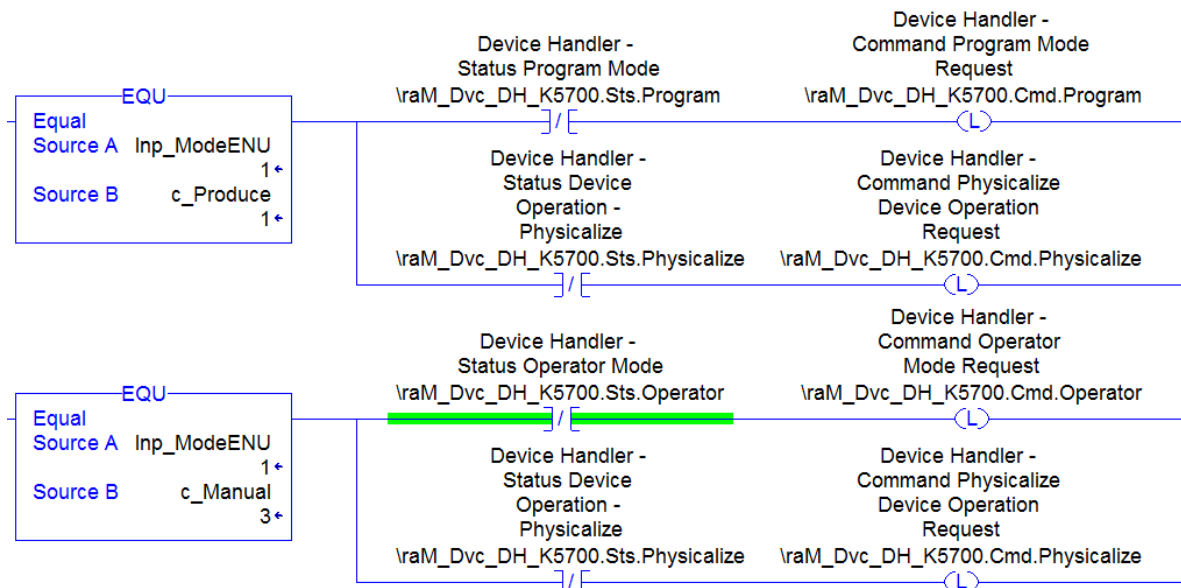 EQU
Equal
Source A Inp_ModeENU
1
Source B c_Produce
1
Device Handler -
Status Program Mode
\raM_Dvc_DH_K5700.Sts.Program
/
Device Handler -
Command Program Mode
Request
\raM_Dvc_DH_K5700.Cmd.Program
L
Device Handler -
Status Device
Operation -
Physicalize
\raM_Dvc_DH_K5700.Sts.Physicalize
/
Device Handler -
Command Physicalize
Device Operation
Request
\raM_Dvc_DH_K5700.Cmd.Physicalize
L
EQU
Equal
Source A Inp_ModeENU
1
Source B c_Manual
3
Device Handler -
Status Operator Mode
\raM_Dvc_DH_K5700.Sts.Operator
/
Device Handler -
Command Operator
Mode Request
\raM_Dvc_DH_K5700.Cmd.Operator
L
Device Handler -
Status Device
Operation -
Physicalize
\raM_Dvc_DH_K5700.Sts.Physicalize
/
Device Handler -
Command Physicalize
Device Operation
Request
\raM_Dvc_DH_K5700.Cmd.Physicalize
L